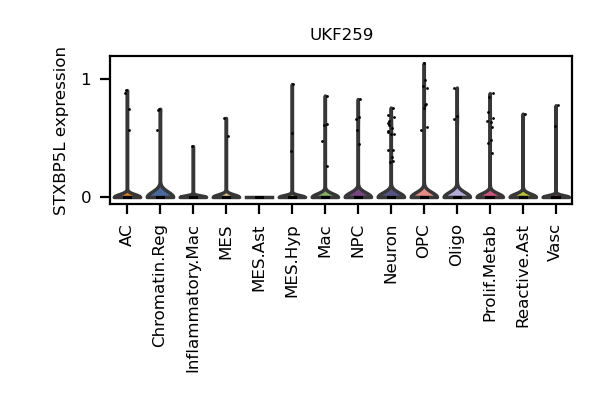 UKF259
STXBP5L expression
1
0
AC
Chromatin.Reg
Inflammatory.Mac
MES
MES.Ast
MES.Hyp
Mac
NPC
Neuron
OPC
Oligo
Prolif.Metab
Reactive.Ast
Vasc